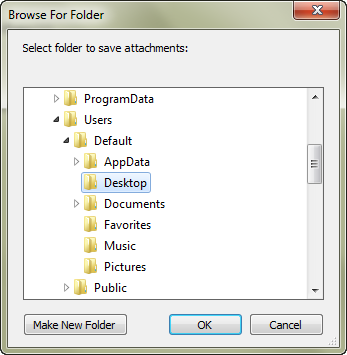 Browse For Folder
Select folder to save attachments:
ProgramData
Users
Default
AppData
Desktop
Documents
Favorites
Music
Pictures
Public
Make New Folder
OK
Cancel